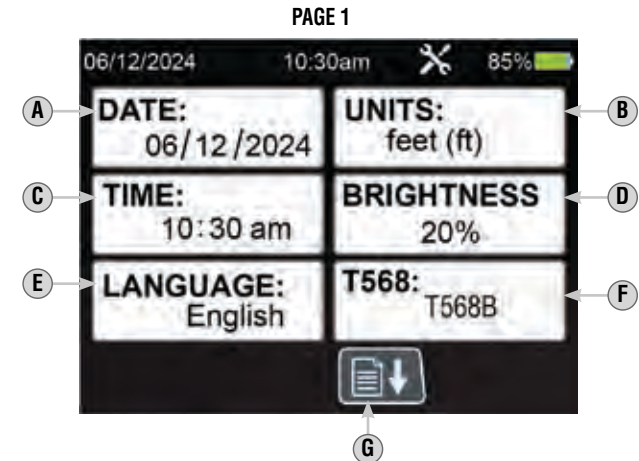 PAGE 1
06/12/2024 10:30am 85%
A DATE: UNITS: B
06/12/2024 feet (ft)
C TIME: BRIGHTNESS D
10:30 am 20%
E LANGUAGE: T568: F
English T568B
G